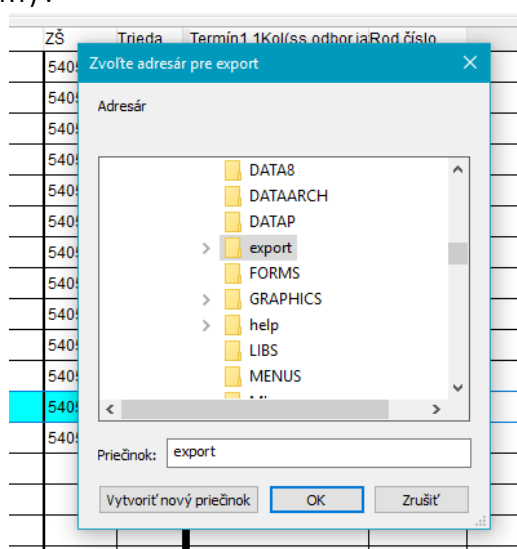 ZŠ Trieda Termín1 1Kol(ss odbor ja Rod číslo
Zvoľte adresár pre export
Adresár
DATA8
DATAARCH
DATAP
export
FORMS
GRAPHICS
help
LIBS
MENUS
Priečinok: export
Vytvoriť nový priečinok OK Zrušiť